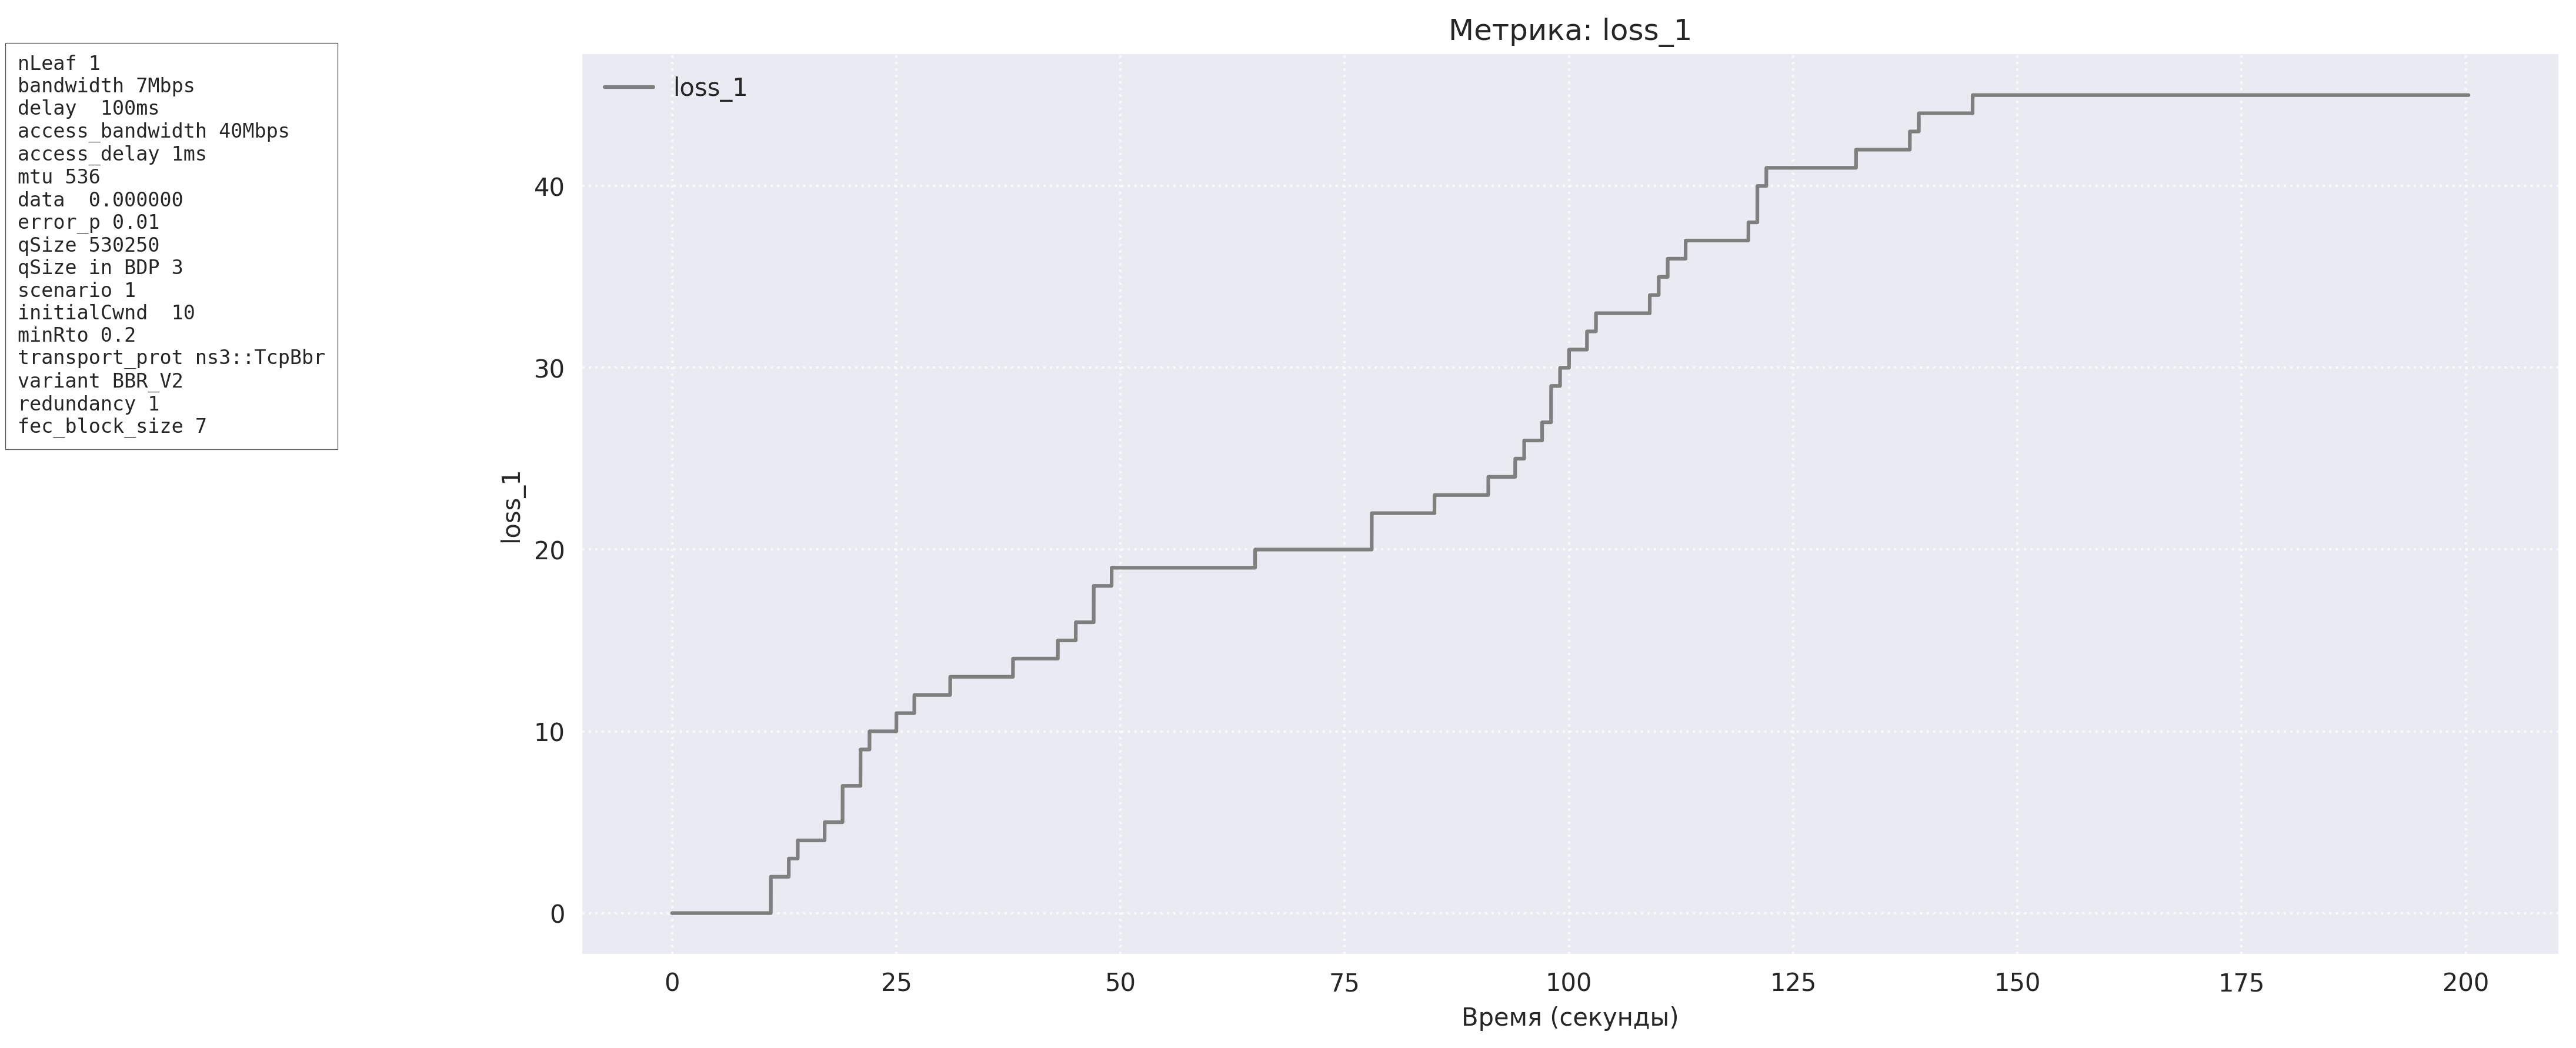 Метрика: loss_1
nLeaf 1
bandwidth 7Mbps
delay  100ms
access_bandwidth 40Mbps
access_delay 1ms
mtu 536
data  0.000000
error_p 0.01
qSize 530250
qSize in BDP 3
scenario 1
initialCwnd  10
minRto 0.2
transport_prot ns3::TcpBbr
variant BBR_V2
redundancy 1
fec_block_size 7
loss_1
loss_1
40
30
20
10
0
0 25 50 75 100 125 150 175 200
Время (секунды)